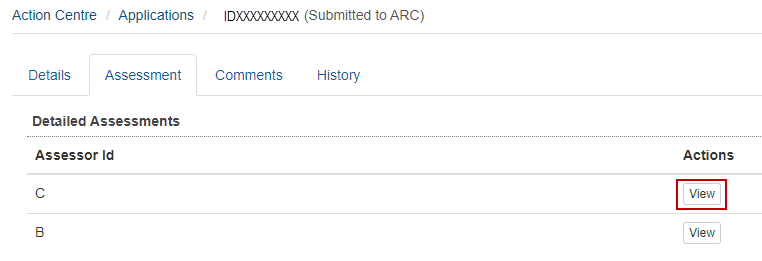 Action Centre / Applications / IDXXXXXXXXX (Submitted to ARC)
Details Assessment Comments History
Detailed Assessments
Assessor Id Actions
C View
B View